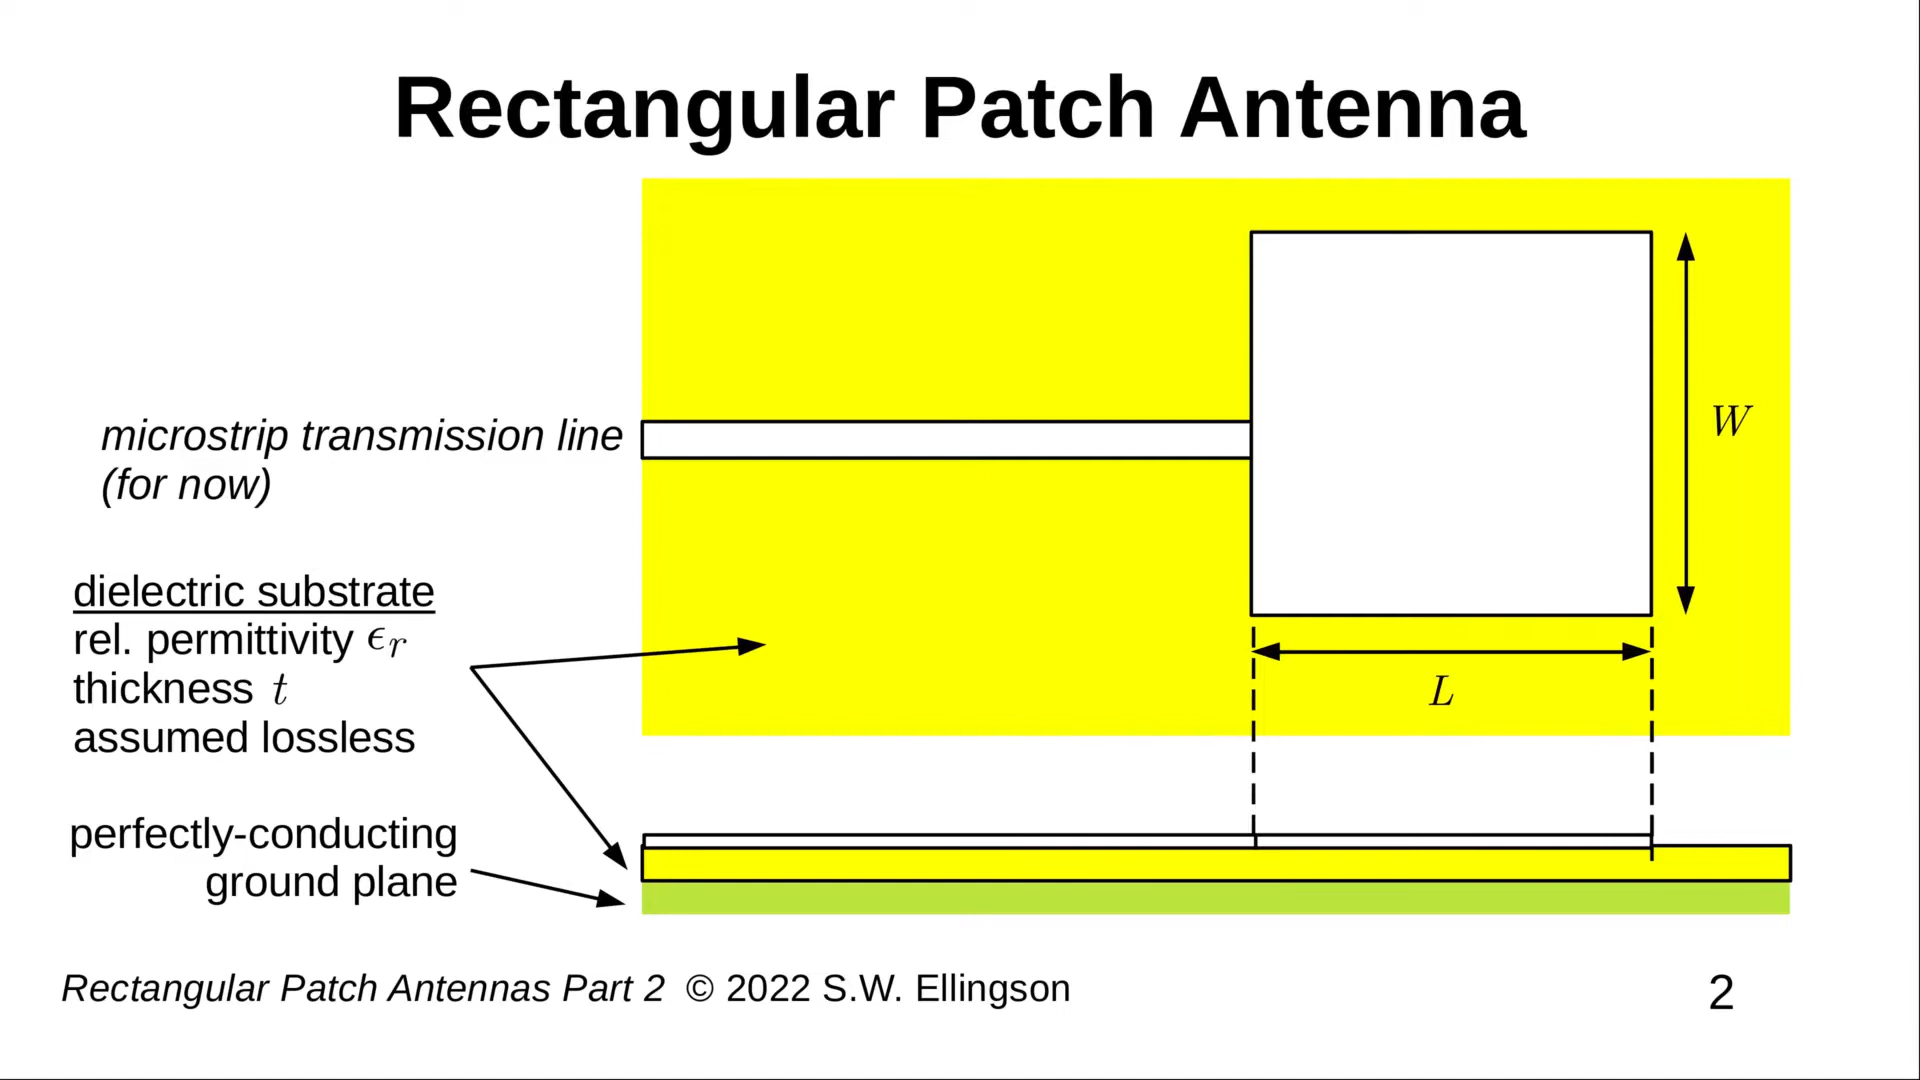 Rectangular Patch Antenna
microstrip transmission line
(for now)
W
dielectric substrate
rel. permittivity ϵr
thickness t
assumed lossless
L
perfectly-conducting
ground plane
Rectangular Patch Antennas Part 2 © 2022 S.W. Ellingson
2